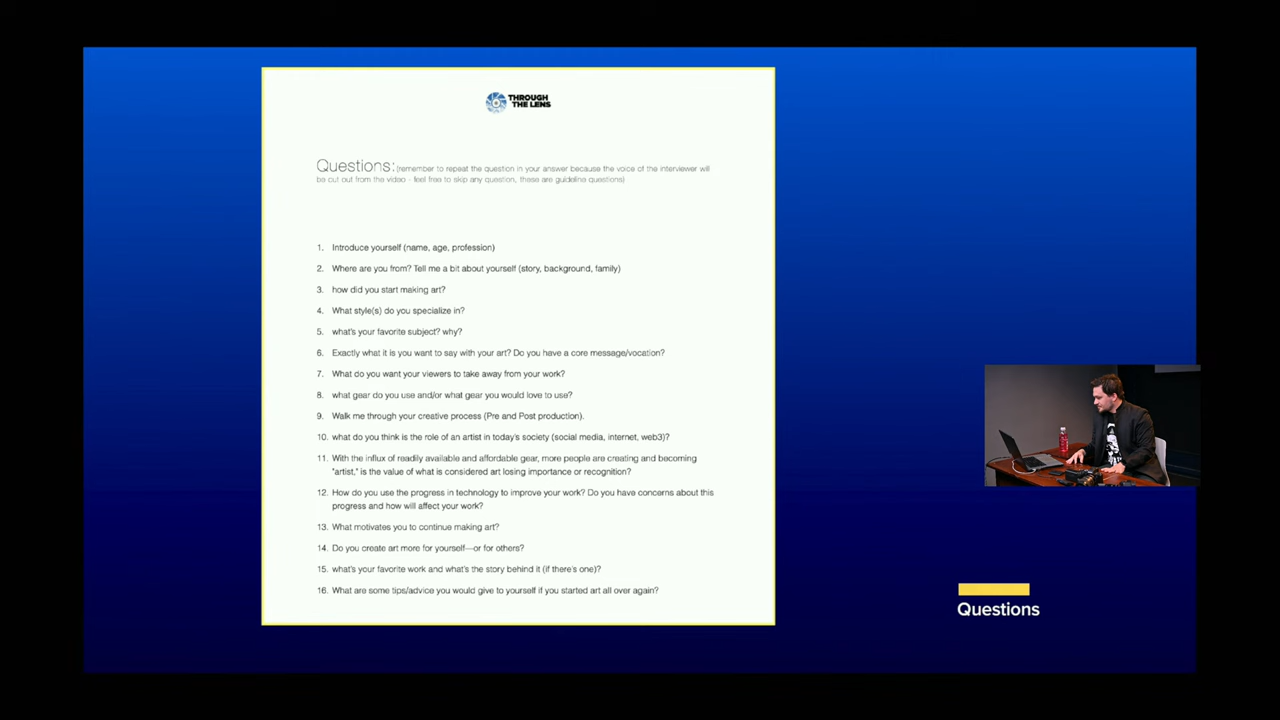 THROUGH
THE LENS
Questions: (remember to repeat the question in your answer because the voice of the interviewer will
be cut out from the video - feel free to skip any question, these are guideline questions)
1. Introduce yourself (name, age, profession)
2. Where are you from? Tell me a bit about yourself (story, background, family)
3. how did you start making art?
4. What style(s) do you specialize in?
5. what's your favorite subject? why?
6. Exactly what it is you want to say with your art? Do you have a core message/vocation?
7. What do you want your viewers to take away from your work?
8. what gear do you use and/or what gear you would love to use?
9. Walk me through your creative process (Pre and Post production).
10. what do you think is the role of an artist in today's society (social media, internet, web3)?
11. With the influx of readily available and affordable gear, more people are creating and becoming
"artist," is the value of what is considered art losing importance or recognition?
12. How do you use the progress in technology to improve your work? Do you have concerns about this
progress and how will affect your work?
13. What motivates you to continue making art?
14. Do you create art more for yourself—or for others?
15. what's your favorite work and what's the story behind it (if there's one)?
16. What are some tips/advice you would give to yourself if you started art all over again?
Questions